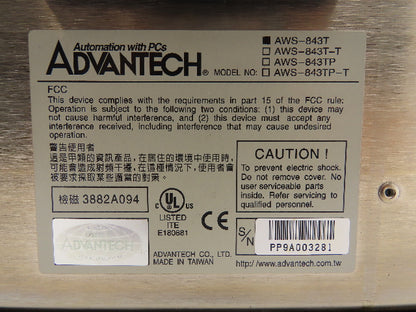 Automation with PCs
ADVANTECH® MODEL NO:
■ AWS-843T
□ AWS-843T-T
□ AWS-843TP
□ AWS-843TP-T
FCC
This device complies with the requirements in part 15 of the FCC rule:
Operation is subject to the following two conditions: (1) this device may
not cause harmful interference, and (2) this device must accept any
interference received, including interference that may cause undesired
operation.
警告使用者
這是甲類的資訊產品,在居住的環境中使用時,
可能會造成射頻干擾,在這種情況下,使用者會
被要求採取某些適當的對策。
檢磁 3882A094
UL
LISTED
ITE
E180881
CE
CAUTION !
To prevent electric shock.
Do not remove cover. No
user serviceable parts
inside. Refer servicing to
qualified personnel.
ADVANTECH
S/N
PP9A003281
ADVANTECH CO., LTD.
MADE IN TAIWAN
http://www.advantech.com.tw